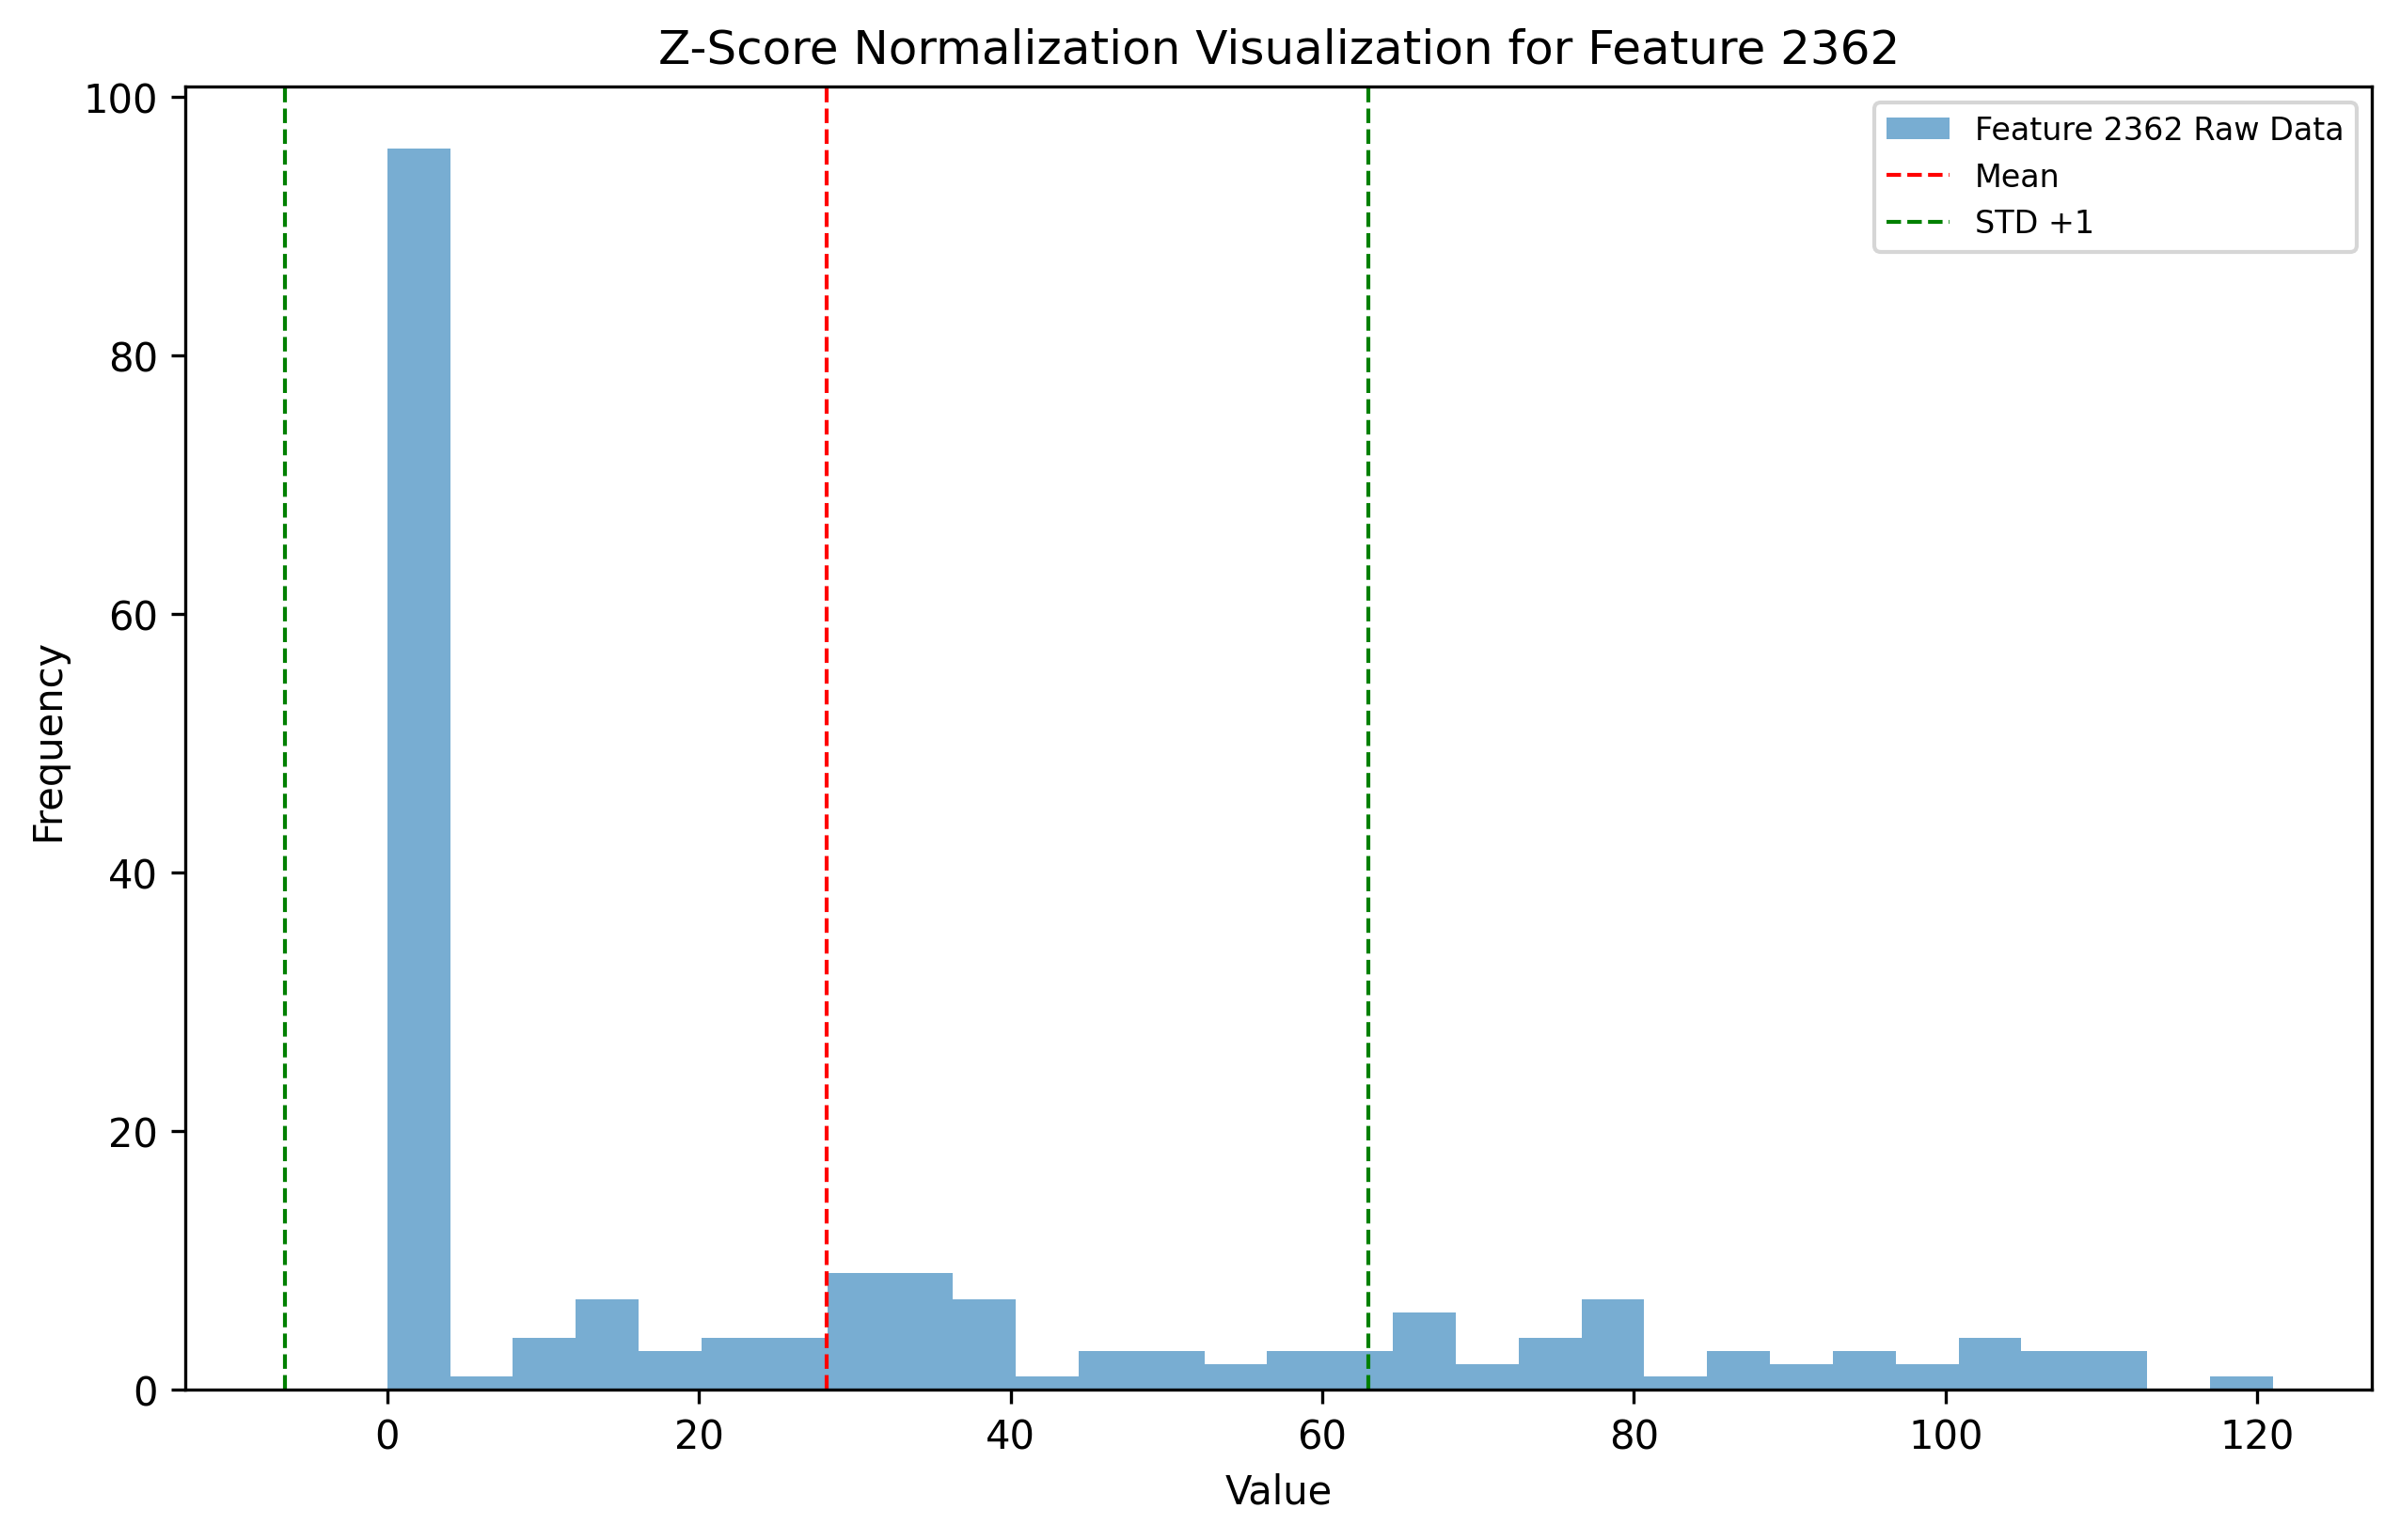 Z-Score Normalization Visualization for Feature 2362
100
80
60
40
20
0
Frequency
Feature 2362 Raw Data
Mean
STD +1
0 20 40 60 80 100 120
Value